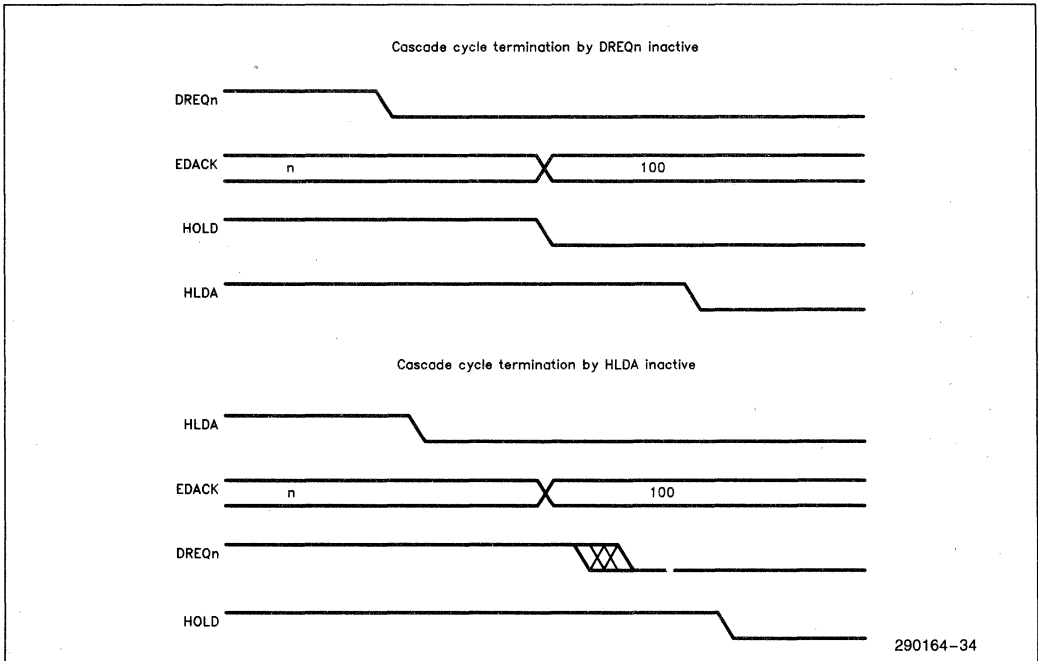 Cascade cycle termination by DREQn inactive
DREQn
EDACK n 100
HOLD
HLDA
Cascade cycle termination by HLDA inactive
HLDA
EDACK n 100
DREQn
HOLD
290164–34